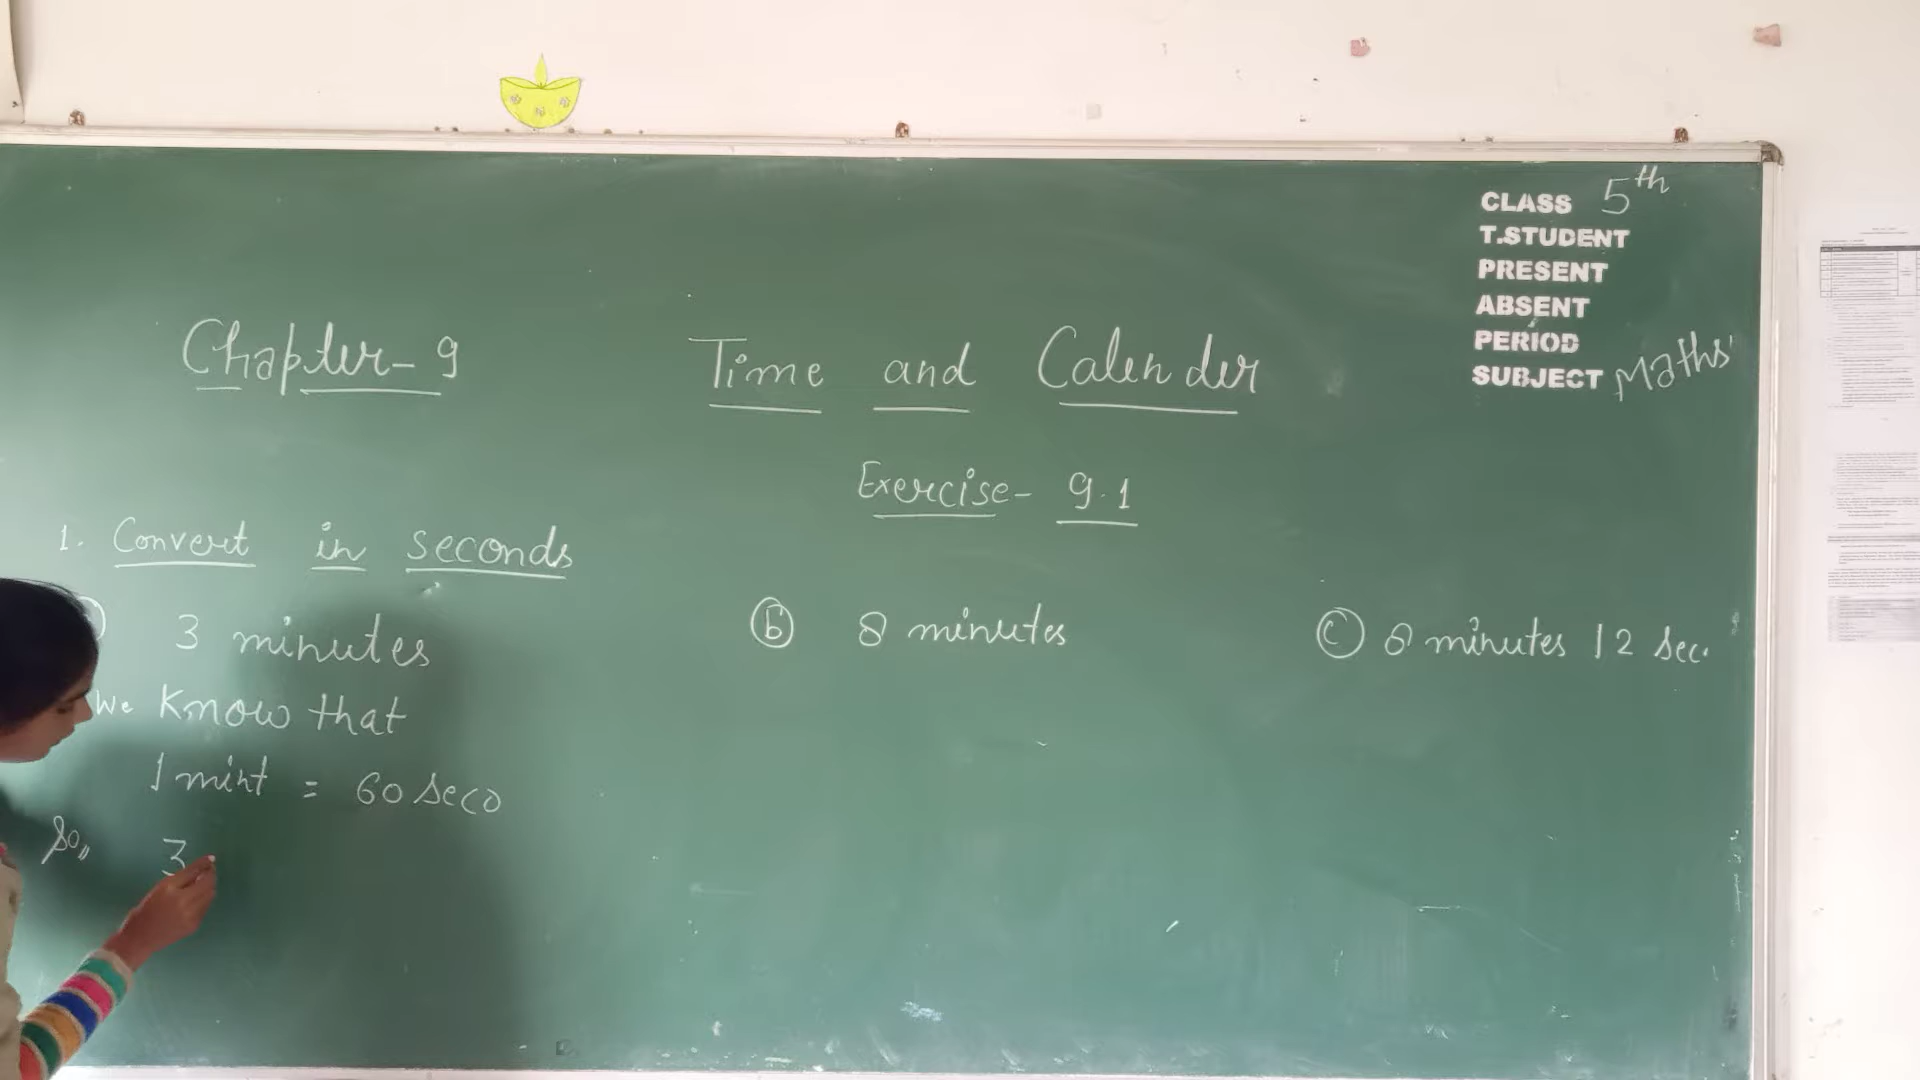 CLASS 5th
T.STUDENT
PRESENT
ABSENT
PERIOD
SUBJECT Maths
Chapter-9 Time and Calender
Exercise- 9.1
1. Convert in seconds
3 minutes
We Know that
1 mint = 60 seco
So,,
3
b 8 minutes
c 8 minutes 12 sec.